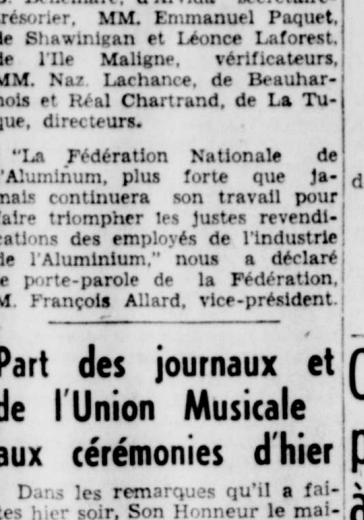 résorier, MM. Emmanuel Paquet,
de Shawinigan et Léonce Laforest,
de l'Ile Maligne, vérificateurs,
MM. Naz. Lachance, de Beauhar-
nois et Réal Chartrand, de La Tu-
que, directeurs.
"La Fédération Nationale de
l'Aluminum, plus forte que ja-
mais continuera son travail pour
faire triompher les justes revendi-
cations des employés de l'industrie
de l'Aluminium," nous a déclaré
le porte-parole de la Fédération,
M. François Allard, vice-président.
Part des journaux et
de l'Union Musicale
aux cérémonies d'hier
Dans les remarques qu'il a fai-
tes hier soir, Son Honneur le mai-